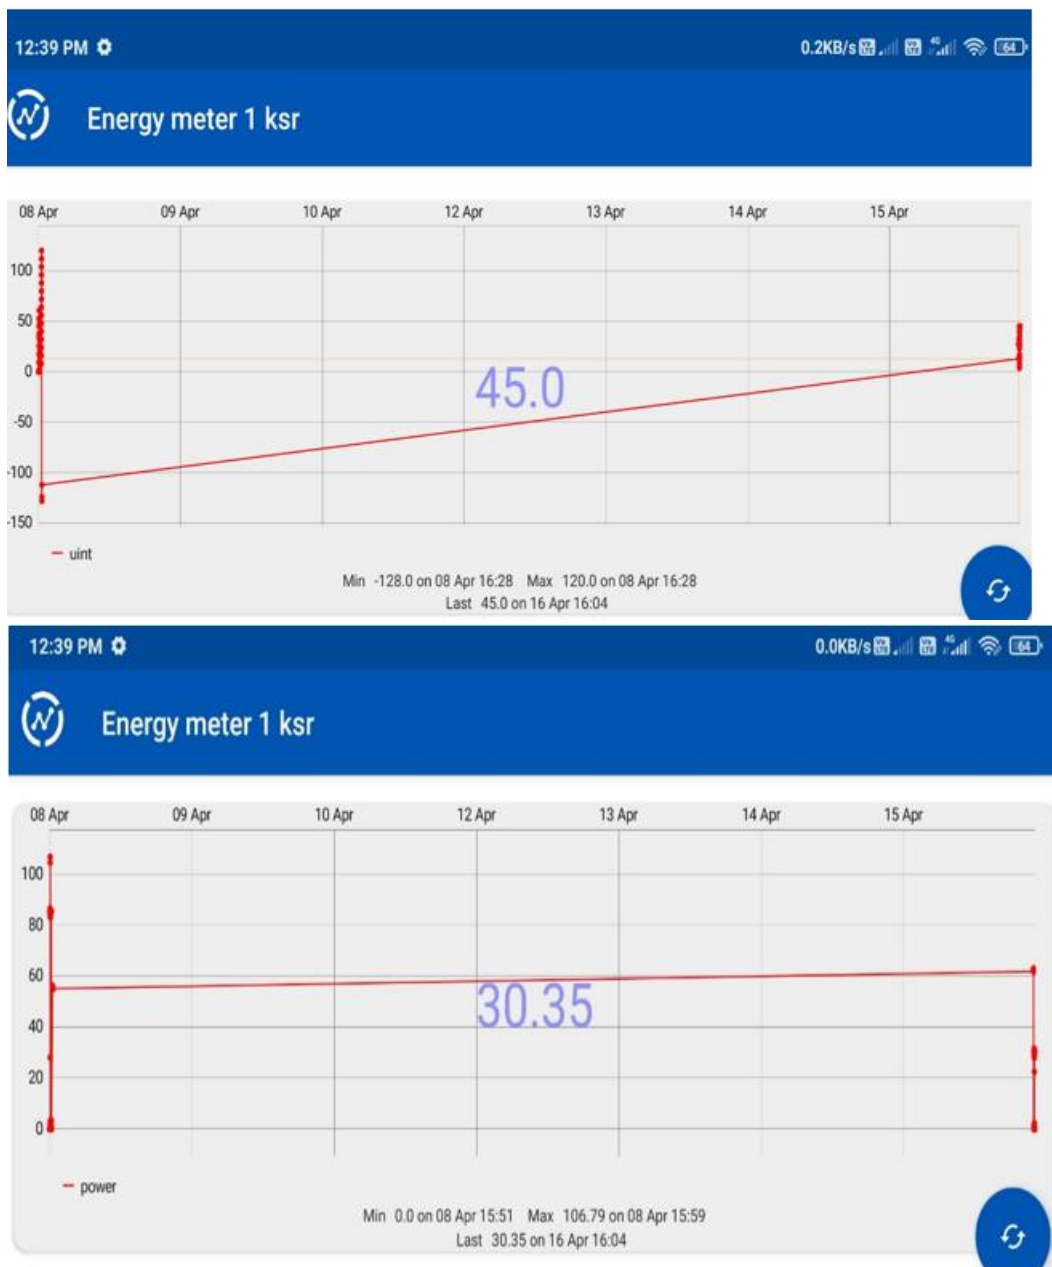 12:39 PM 0.2KB/s 4G 64
Energy meter 1 ksr
08 Apr 09 Apr 10 Apr 12 Apr 13 Apr 14 Apr 15 Apr
100
50
0
45.0
-50
-100
-150
uint
Min -128.0 on 08 Apr 16:28 Max 120.0 on 08 Apr 16:28
Last 45.0 on 16 Apr 16:04
12:39 PM 0.0KB/s 4G 64
Energy meter 1 ksr
08 Apr 09 Apr 10 Apr 12 Apr 13 Apr 14 Apr 15 Apr
100
80
60
30.35
40
20
0
power
Min 0.0 on 08 Apr 15:51 Max 106.79 on 08 Apr 15:59
Last 30.35 on 16 Apr 16:04